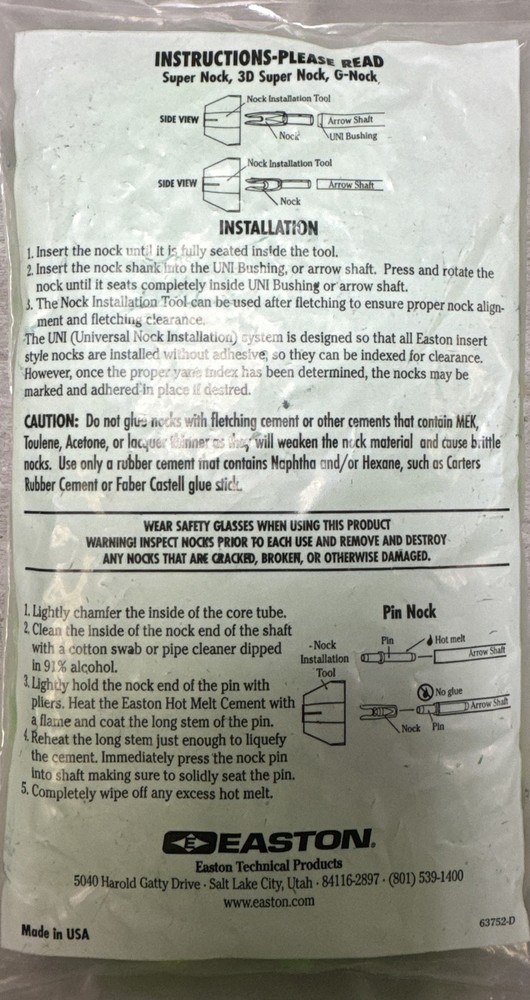 INSTRUCTIONS-PLEASE READ
Super Nock, 3D Super Nock, G-Nock
Nock Installation Tool
SIDE VIEW
Arrow Shaft
Nock
UNI Bushing
Nock Installation Tool
SIDE VIEW
Arrow Shaft
Nock
INSTALLATION
1. Insert the nock until it is fully seated inside the tool.
2. Insert the nock shank into the UNI Bushing, or arrow shaft. Press and rotate the
nock until it seats completely inside UNI Bushing or arrow shaft.
3. The Nock Installation Tool can be used after fletching to ensure proper nock align-
ment and fletching clearance.
The UNI (Universal Nock Installation) system is designed so that all Easton insert
style nocks are installed without adhesive, so they can be indexed for clearance.
However, once the proper vane index has been determined, the nocks may be
marked and adhered in place if desired.
CAUTION: Do not glue nocks with fletching cement or other cements that contain MEK,
Toulene, Acetone, or lacquer thinner as they will weaken the nock material and cause brittle
nocks. Use only a rubber cement that contains Naphtha and/or Hexane, such as Carters
Rubber Cement or Faber Castell glue stick.
WEAR SAFETY GLASSES WHEN USING THIS PRODUCT
WARNING! INSPECT NOCKS PRIOR TO EACH USE AND REMOVE AND DESTROY
ANY NOCKS THAT ARE CRACKED, BROKEN, OR OTHERWISE DAMAGED.
1. Lightly chamfer the inside of the core tube.
2. Clean the inside of the nock end of the shaft
with a cotton swab or pipe cleaner dipped
in 91% alcohol.
3. Lightly hold the nock end of the pin with
pliers. Heat the Easton Hot Melt Cement with
a flame and coat the long stem of the pin.
4. Reheat the long stem just enough to liquefy
the cement. Immediately press the nock pin
into shaft making sure to solidly seat the pin.
5. Completely wipe off any excess hot melt.
Pin Nock
Pin
Hot melt
Arrow Shaft
- Nock
Installation
Tool
No glue
Arrow Shaft
Nock
Pin
E EASTON®
Easton Technical Products
5040 Harold Gatty Drive - Salt Lake City, Utah - 84116-2897 - (801) 539-1400
www.easton.com
Made in USA
63752-D